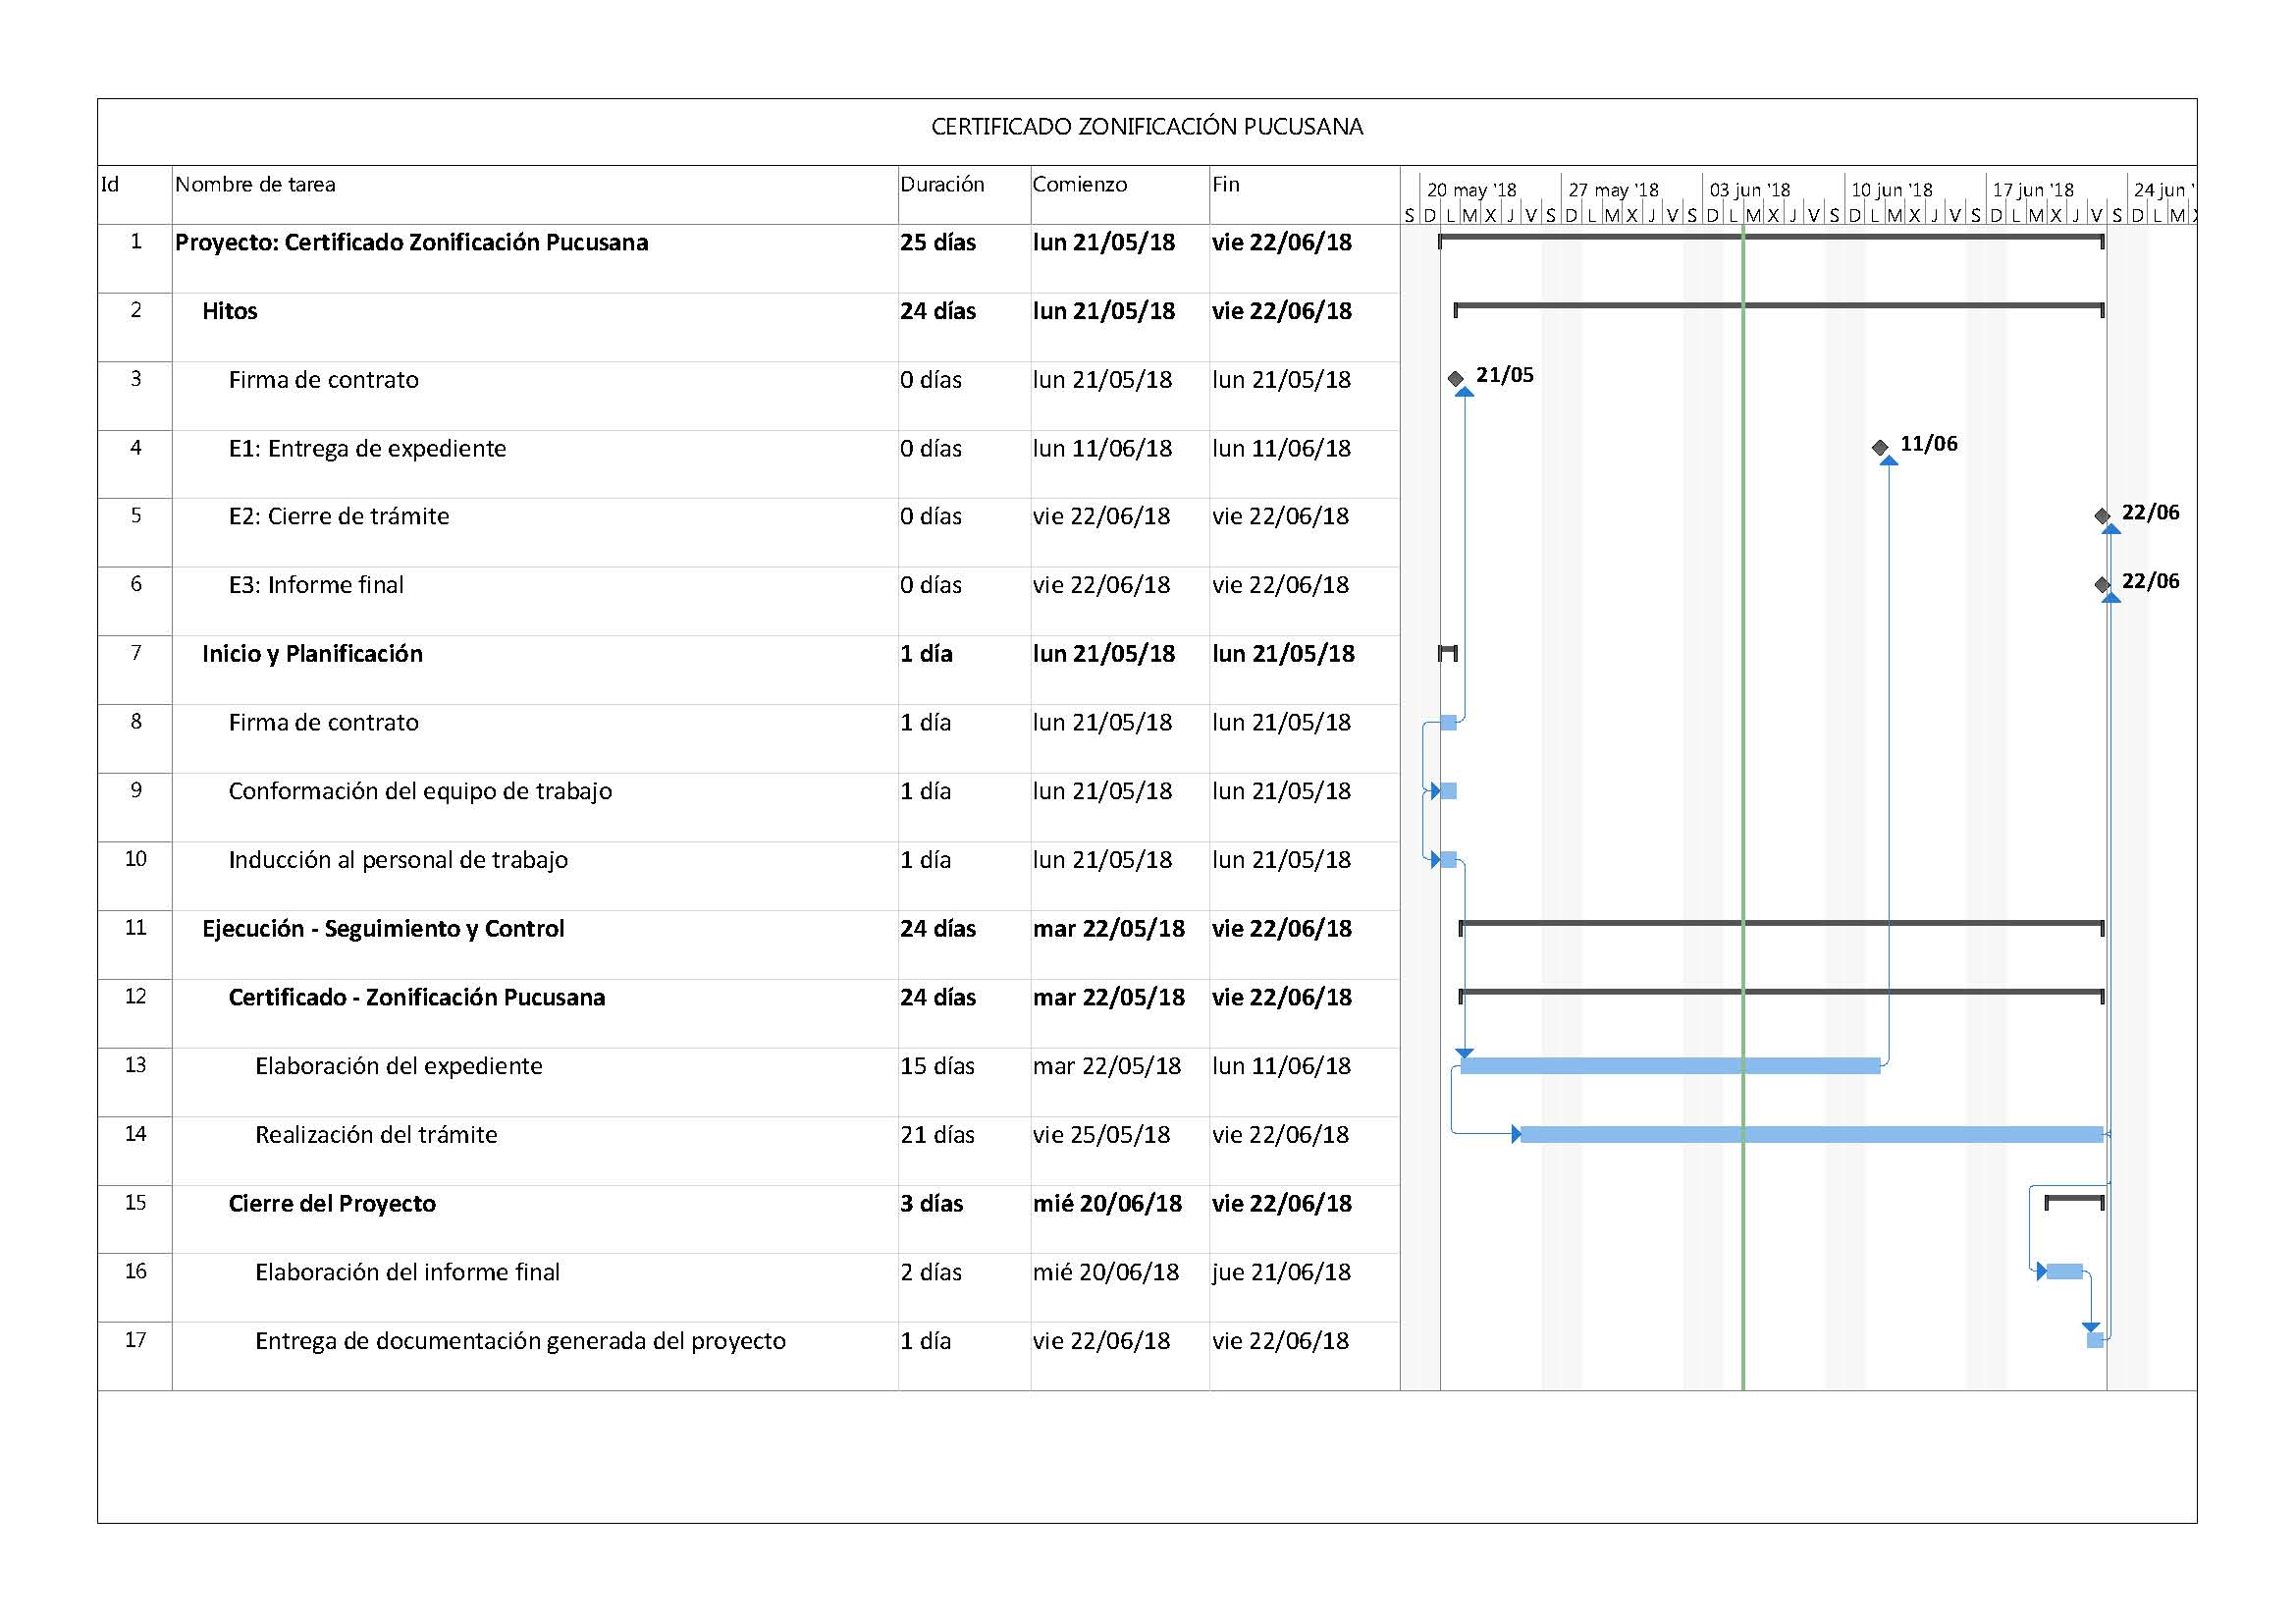 CERTIFICADO ZONIFICACIÓN PUCUSANA
Id Nombre de tarea Duración Comienzo Fin
20 may '18 27 may '18 03 jun '18 10 jun '18 17 jun '18 24 jun '
S D L M X J V S D L M X J V S D L M X J V S D L M X J V S D L M X J V S D L M
1 Proyecto: Certificado Zonificación Pucusana 25 días lun 21/05/18 vie 22/06/18
2 Hitos 24 días lun 21/05/18 vie 22/06/18
3 Firma de contrato 0 días lun 21/05/18 lun 21/05/18 21/05
4 E1: Entrega de expediente 0 días lun 11/06/18 lun 11/06/18 11/06
5 E2: Cierre de trámite 0 días vie 22/06/18 vie 22/06/18 22/06
6 E3: Informe final 0 días vie 22/06/18 vie 22/06/18 22/06
7 Inicio y Planificación 1 día lun 21/05/18 lun 21/05/18
8 Firma de contrato 1 día lun 21/05/18 lun 21/05/18
9 Conformación del equipo de trabajo 1 día lun 21/05/18 lun 21/05/18
10 Inducción al personal de trabajo 1 día lun 21/05/18 lun 21/05/18
11 Ejecución - Seguimiento y Control 24 días mar 22/05/18 vie 22/06/18
12 Certificado - Zonificación Pucusana 24 días mar 22/05/18 vie 22/06/18
13 Elaboración del expediente 15 días mar 22/05/18 lun 11/06/18
14 Realización del trámite 21 días vie 25/05/18 vie 22/06/18
15 Cierre del Proyecto 3 días mié 20/06/18 vie 22/06/18
16 Elaboración del informe final 2 días mié 20/06/18 jue 21/06/18
17 Entrega de documentación generada del proyecto 1 día vie 22/06/18 vie 22/06/18